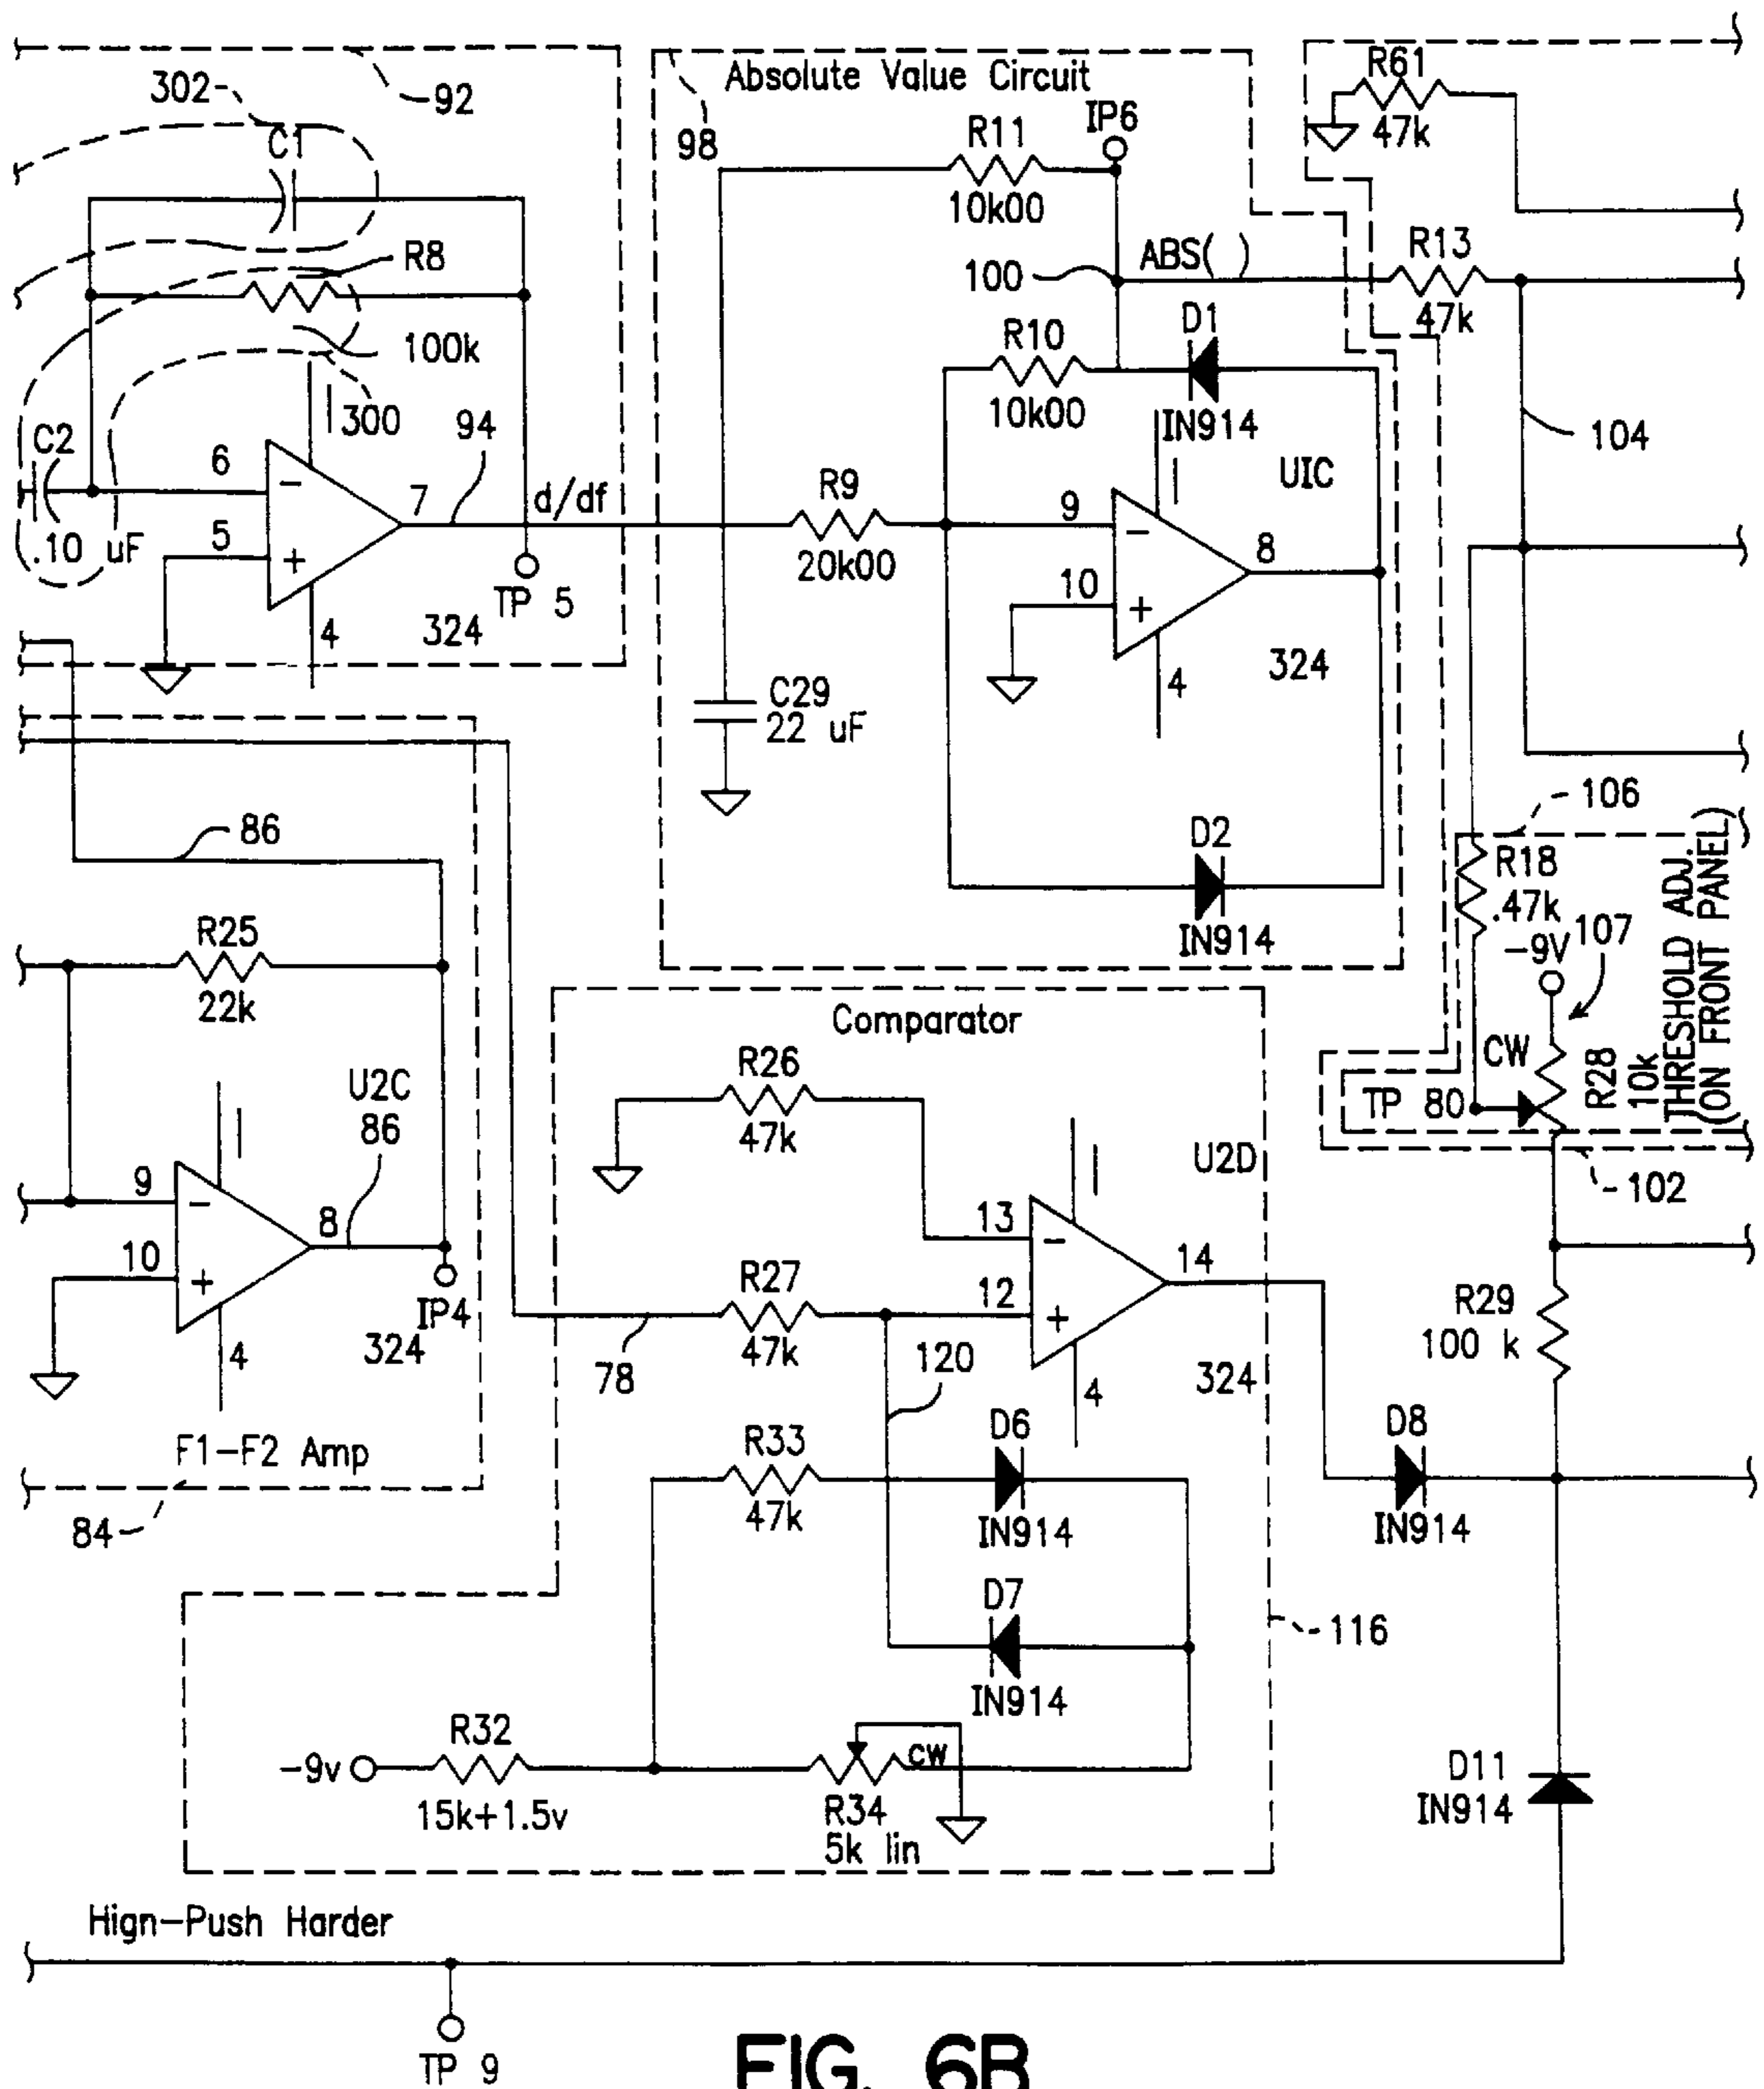 302
92
C1
R8
100k
300
C2
.10 uF
6
5
7
4
94
d/df
TP 5
324
Absolute Value Circuit
98
R11
10k00
IP6
100
ABS( )
R10
10k00
D1
IN914
UIC
R9
20k00
9
10
8
4
324
C29
22 uF
D2
IN914
R61
47k
R13
47k
104
106
R18
.47k
-9V
107
CW
R28
10k
THRESHOLD ADJ.
(ON FRONT PANEL)
TP 80
102
86
R25
22k
U2C
86
9
10
8
4
IP4
324
F1-F2 Amp
84
Comparator
R26
47k
U2D
13
12
14
4
R27
47k
78
120
324
R33
47k
D6
IN914
D7
IN914
116
-9v
R32
15k+1.5v
cw
R34
5k lin
R29
100 k
D8
IN914
D11
IN914
Hign-Push Harder
TP 9
FIG. 6B